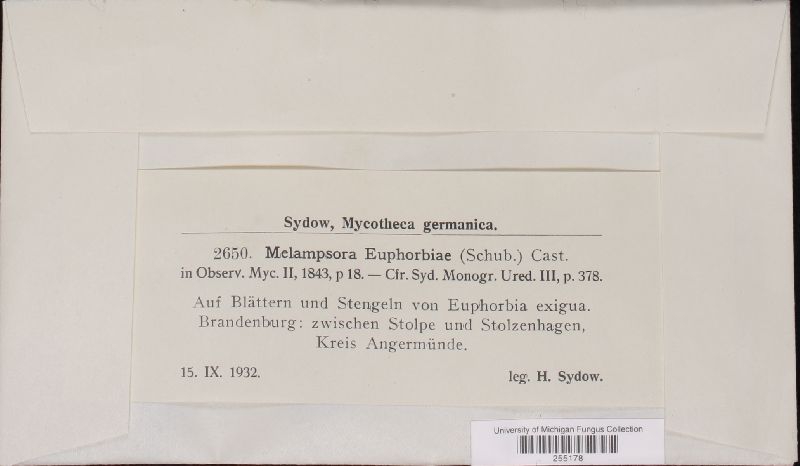 Sydow, Mycotheca germanica.
2650. Melampsora Euphorbiae (Schub.) Cast.
in Observ. Myc. II, 1843, p 18. — Cfr. Syd. Monogr. Ured. III, p. 378.
Auf Blättern und Stengeln von Euphorbia exigua.
Brandenburg: zwischen Stolpe und Stolzenhagen,
Kreis Angermünde.
15. IX. 1932. leg. H. Sydow.
University of Michigan Fungus Collection
255178